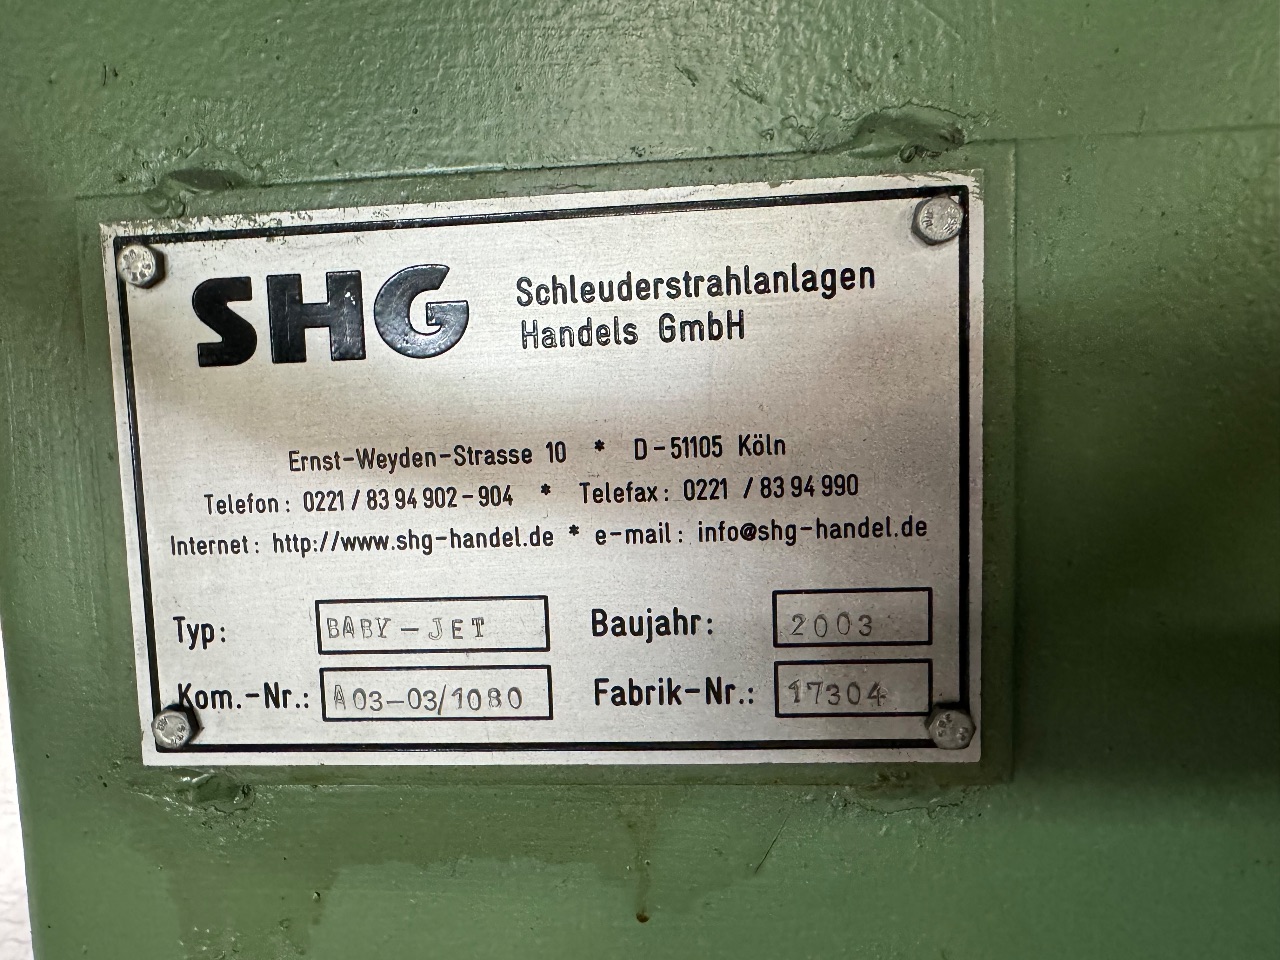 SHG Schleuderstrahlanlagen
Handels GmbH
Ernst-Weyden-Strasse 10 * D-51105 Köln
Telefon: 0221/83 94 902-904 * Telefax: 0221 /83 94 990
Internet: http://www.shg-handel.de * e-mail: info@shg-handel.de
Typ: BABY-JET Baujahr: 2003
Kom.-Nr.: A03-03/1080 Fabrik-Nr.: 17304